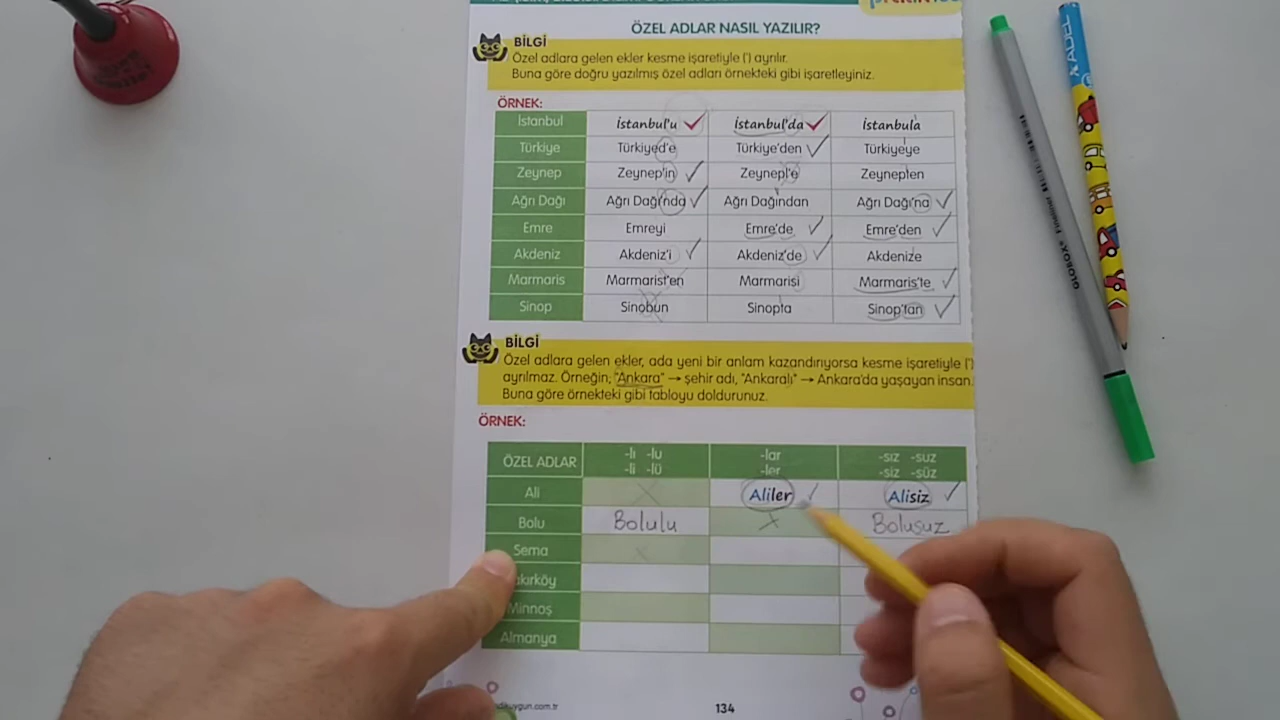 ÖZEL ADLAR NASIL YAZILIR?
BİLGİ
Özel adlara gelen ekler kesme işaretiyle (') ayrılır.
Buna göre doğru yazılmış özel adları örnekteki gibi işaretleyiniz.
ÖRNEK:
İstanbul İstanbul'u İstanbul'da İstanbula
Türkiye Türkiyed'e Türkiye'den Türkiyeye
Zeynep Zeynep'in Zeynepl'e Zeynepten
Ağrı Dağı Ağrı Dağı'nda Ağrı Dağından Ağrı Dağı'na
Emre Emreyi Emre'de Emre'den
Akdeniz Akdeniz'i Akdeniz'de Akdenize
Marmaris Marmarist'en Marmarisi Marmaris'te
Sinop Sinobun Sinopta Sinop'tan
BİLGİ
Özel adlara gelen ekler, ada yeni bir anlam kazandırıyorsa kesme işaretiyle (')
ayrılmaz. Örneğin; "Ankara" → şehir adı, "Ankaralı" → Ankara'da yaşayan insan.
Buna göre örnekteki gibi tabloyu doldurunuz.
ÖRNEK:
ÖZEL ADLAR -lı -lu -lar -sız -suz
-li -lü -ler -siz -süz
Ali Aliler Alisiz
Bolu Bolulu Bolusuz
Sema
Minnoş
Almanya
134